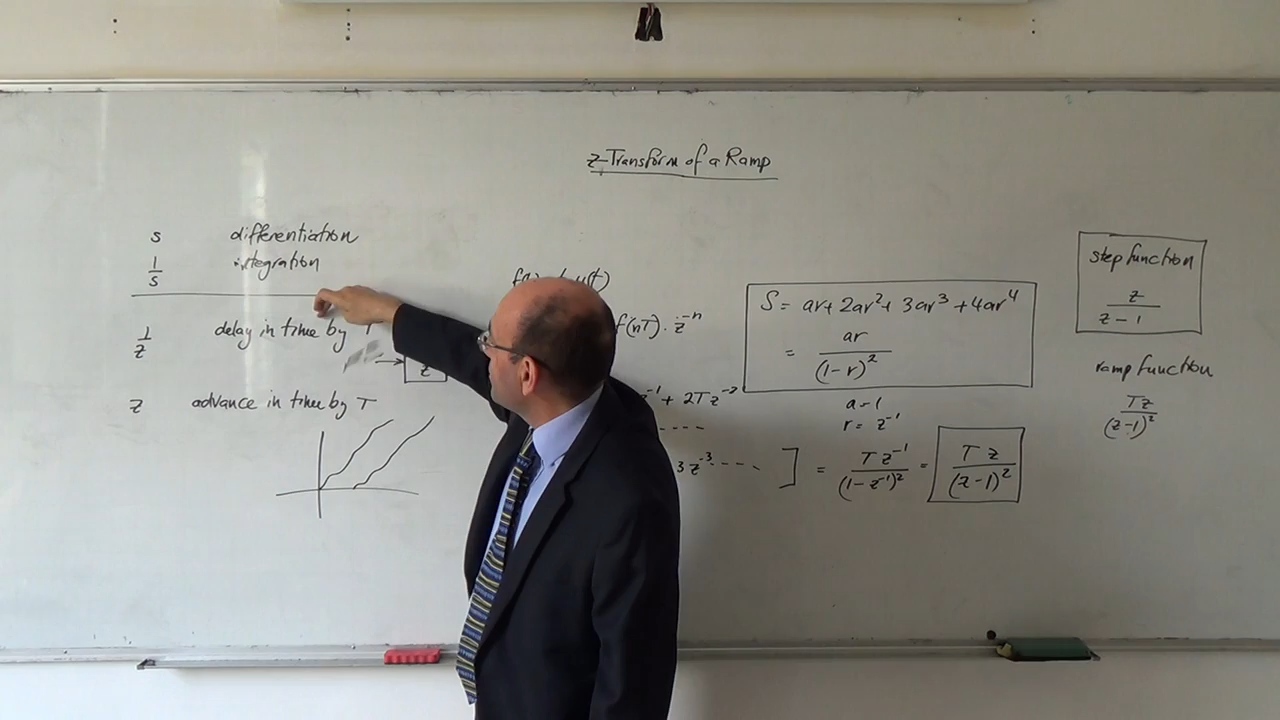 z-Transform of a Ramp
s differentiation
1/s integration
1/z delay in time by T
z
z advance in time by T
u(t)
f(nT) · z^-n
z^-1 + 2Tz^-2
----
3z^-3 ---- ] = Tz^-1/(1-z^-1)^2 = Tz/(z-1)^2
S = ar + 2ar^2 + 3ar^3 + 4ar^4
= ar/(1-r)^2
a=1
r = z^-1
step function
z/(z-1)
ramp function
Tz/(z-1)^2